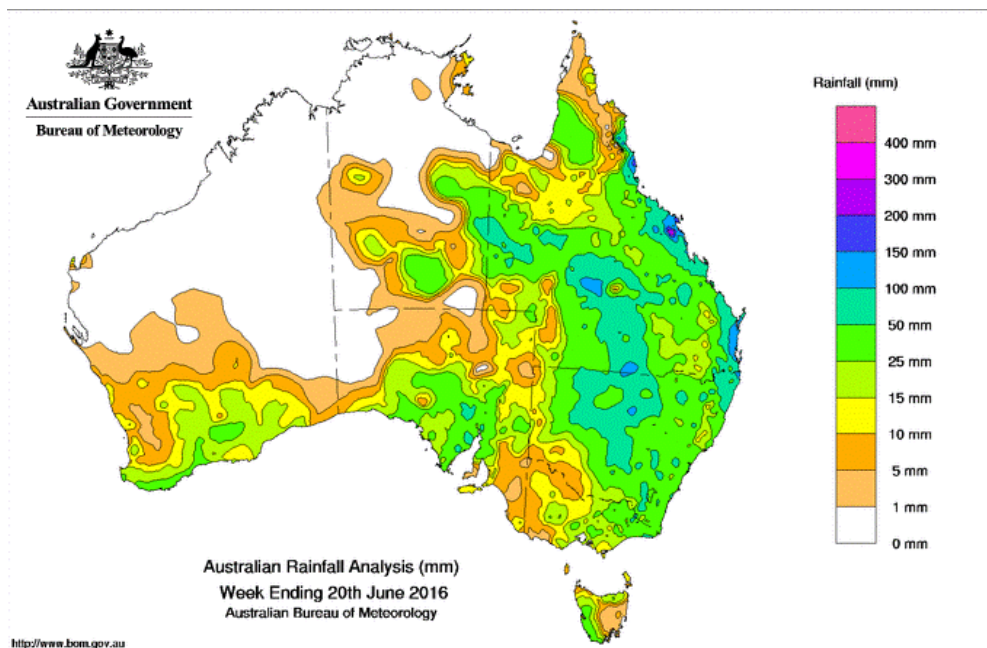 Australian Government
Bureau of Meteorology
Rainfall (mm)
400 mm
300 mm
200 mm
150 mm
100 mm
50 mm
25 mm
15 mm
10 mm
5 mm
1 mm
0 mm
Australian Rainfall Analysis (mm)
Week Ending 20th June 2016
Australian Bureau of Meteorology
http://www.bom.gov.au